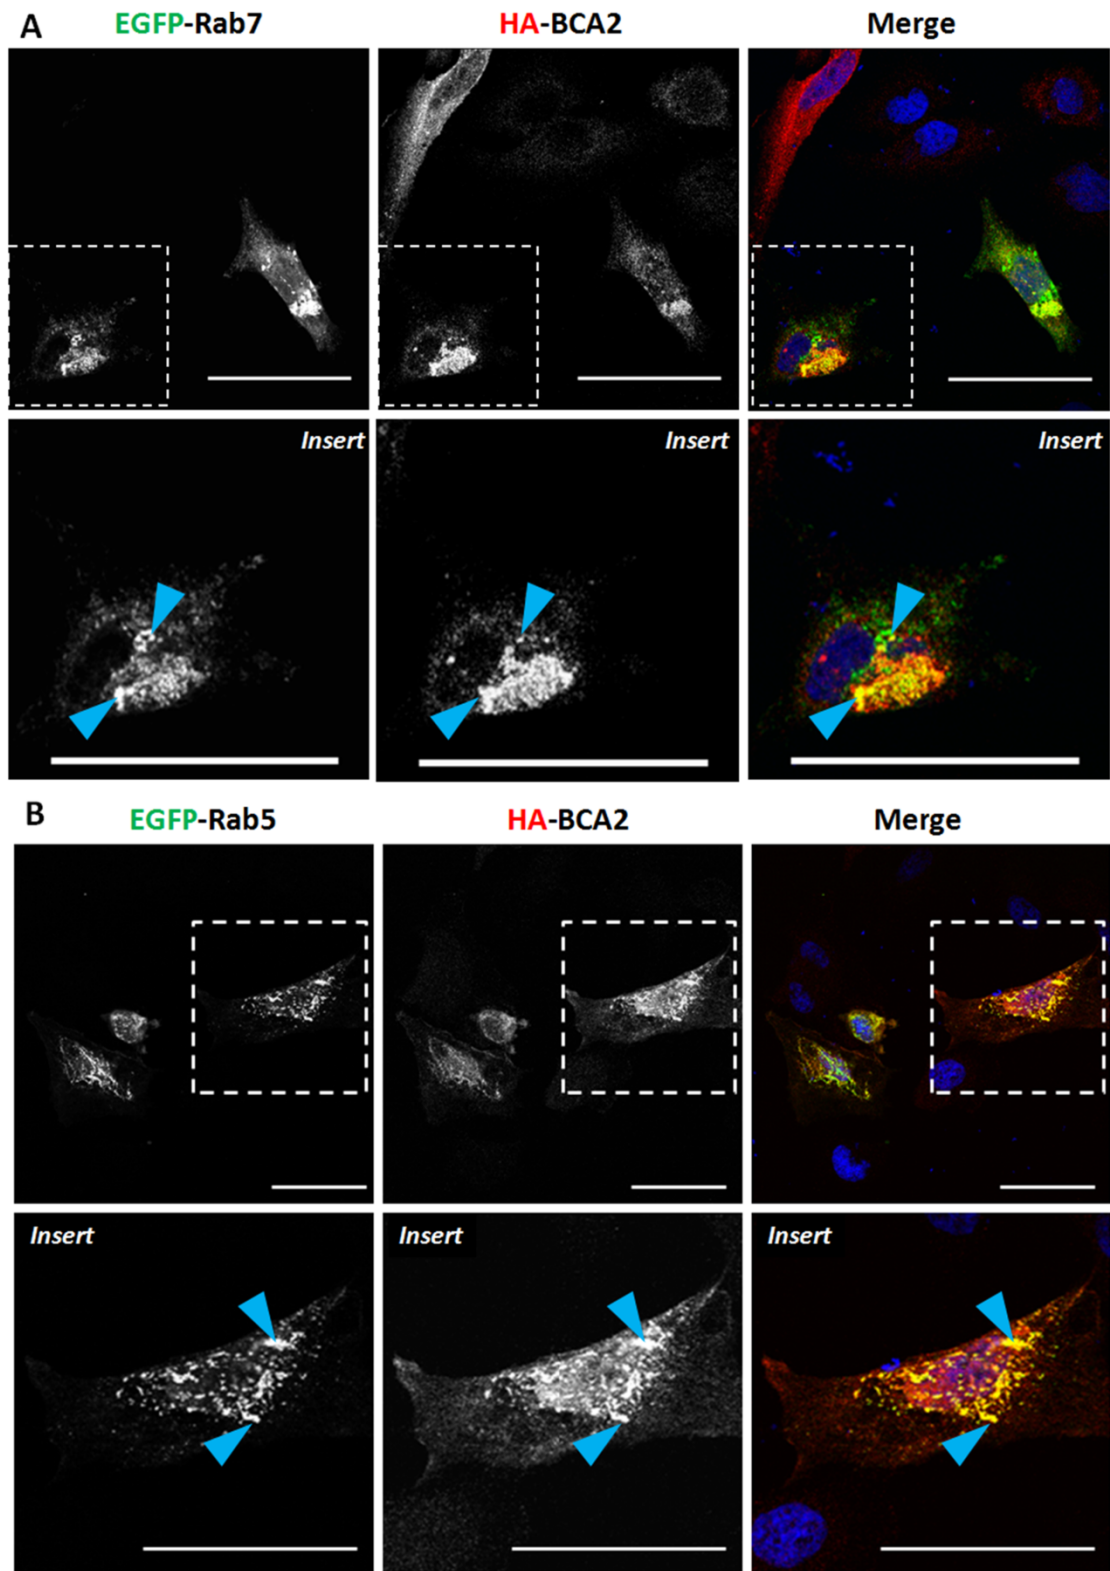 A
EGFP-Rab7 HA-BCA2 Merge
Insert Insert Insert
B
EGFP-Rab5 HA-BCA2 Merge
Insert Insert Insert